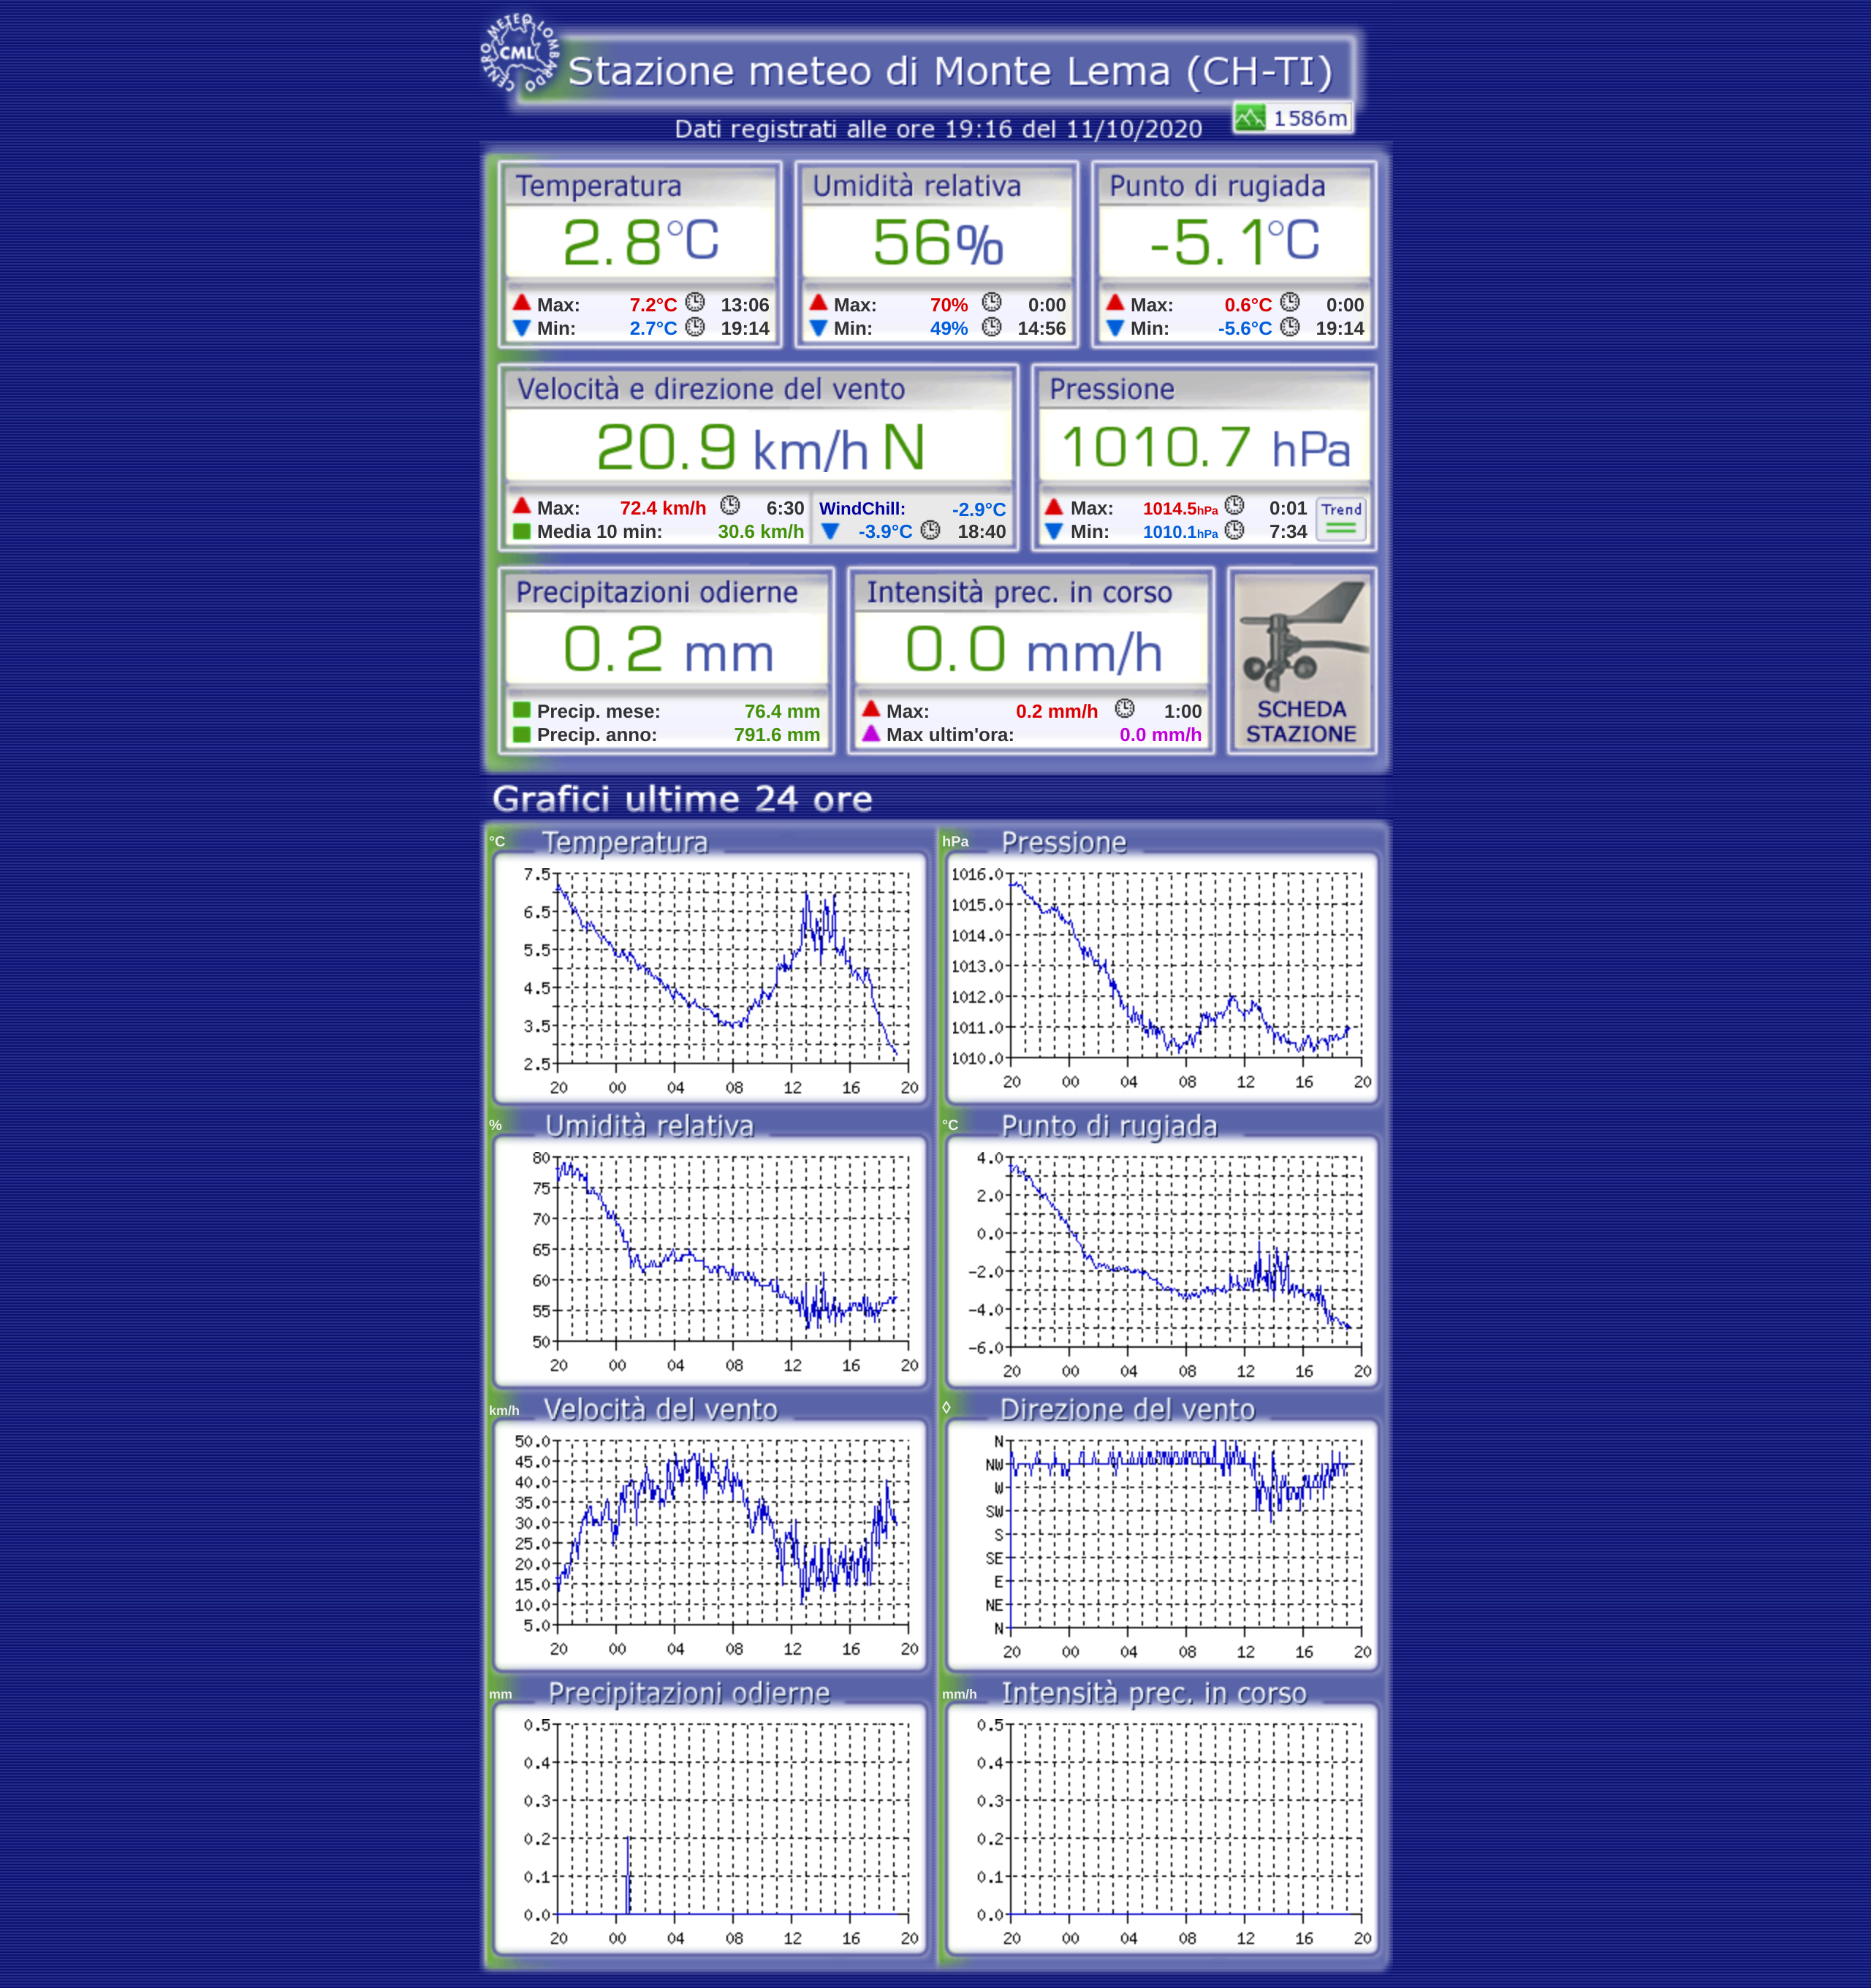 CENTRO METEO LOMBARDO
CML
Stazione meteo di Monte Lema (CH-TI)
1586m
Dati registrati alle ore 19:16 del 11/10/2020
Temperatura
2.8°C
Max: 7.2°C 13:06
Min: 2.7°C 19:14
Umidità relativa
56%
Max: 70% 0:00
Min: 49% 14:56
Punto di rugiada
-5.1°C
Max: 0.6°C 0:00
Min: -5.6°C 19:14
Velocità e direzione del vento
20.9 km/h N
Max: 72.4 km/h 6:30
Media 10 min: 30.6 km/h
WindChill: -2.9°C
-3.9°C 18:40
Pressione
1010.7 hPa
Max: 1014.5hPa 0:01
Min: 1010.1hPa 7:34
Trend
Precipitazioni odierne
0.2 mm
Precip. mese: 76.4 mm
Precip. anno: 791.6 mm
Intensità prec. in corso
0.0 mm/h
Max: 0.2 mm/h 1:00
Max ultim'ora: 0.0 mm/h
SCHEDA
STAZIONE
Grafici ultime 24 ore
°C Temperatura
7.5
6.5
5.5
4.5
3.5
2.5
20 00 04 08 12 16 20
hPa Pressione
1016.0
1015.0
1014.0
1013.0
1012.0
1011.0
1010.0
20 00 04 08 12 16 20
% Umidità relativa
80
75
70
65
60
55
50
20 00 04 08 12 16 20
°C Punto di rugiada
4.0
2.0
0.0
-2.0
-4.0
-6.0
20 00 04 08 12 16 20
km/h Velocità del vento
50.0
45.0
40.0
35.0
30.0
25.0
20.0
15.0
10.0
5.0
20 00 04 08 12 16 20
◊ Direzione del vento
N
NW
W
SW
S
SE
E
NE
N
20 00 04 08 12 16 20
mm Precipitazioni odierne
0.5
0.4
0.3
0.2
0.1
0.0
20 00 04 08 12 16 20
mm/h Intensità prec. in corso
0.5
0.4
0.3
0.2
0.1
0.0
20 00 04 08 12 16 20